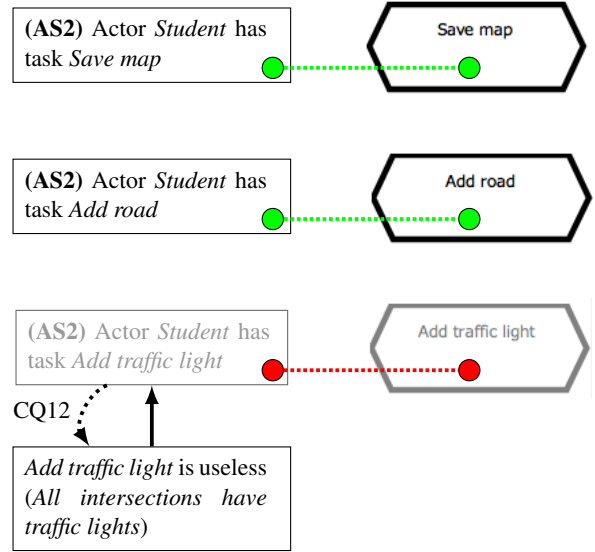 (AS2) Actor Student has
task Save map
Save map
(AS2) Actor Student has
task Add road
Add road
(AS2) Actor Student has
task Add traffic light
Add traffic light
CQ12
Add traffic light is useless
(All intersections have
traffic lights)